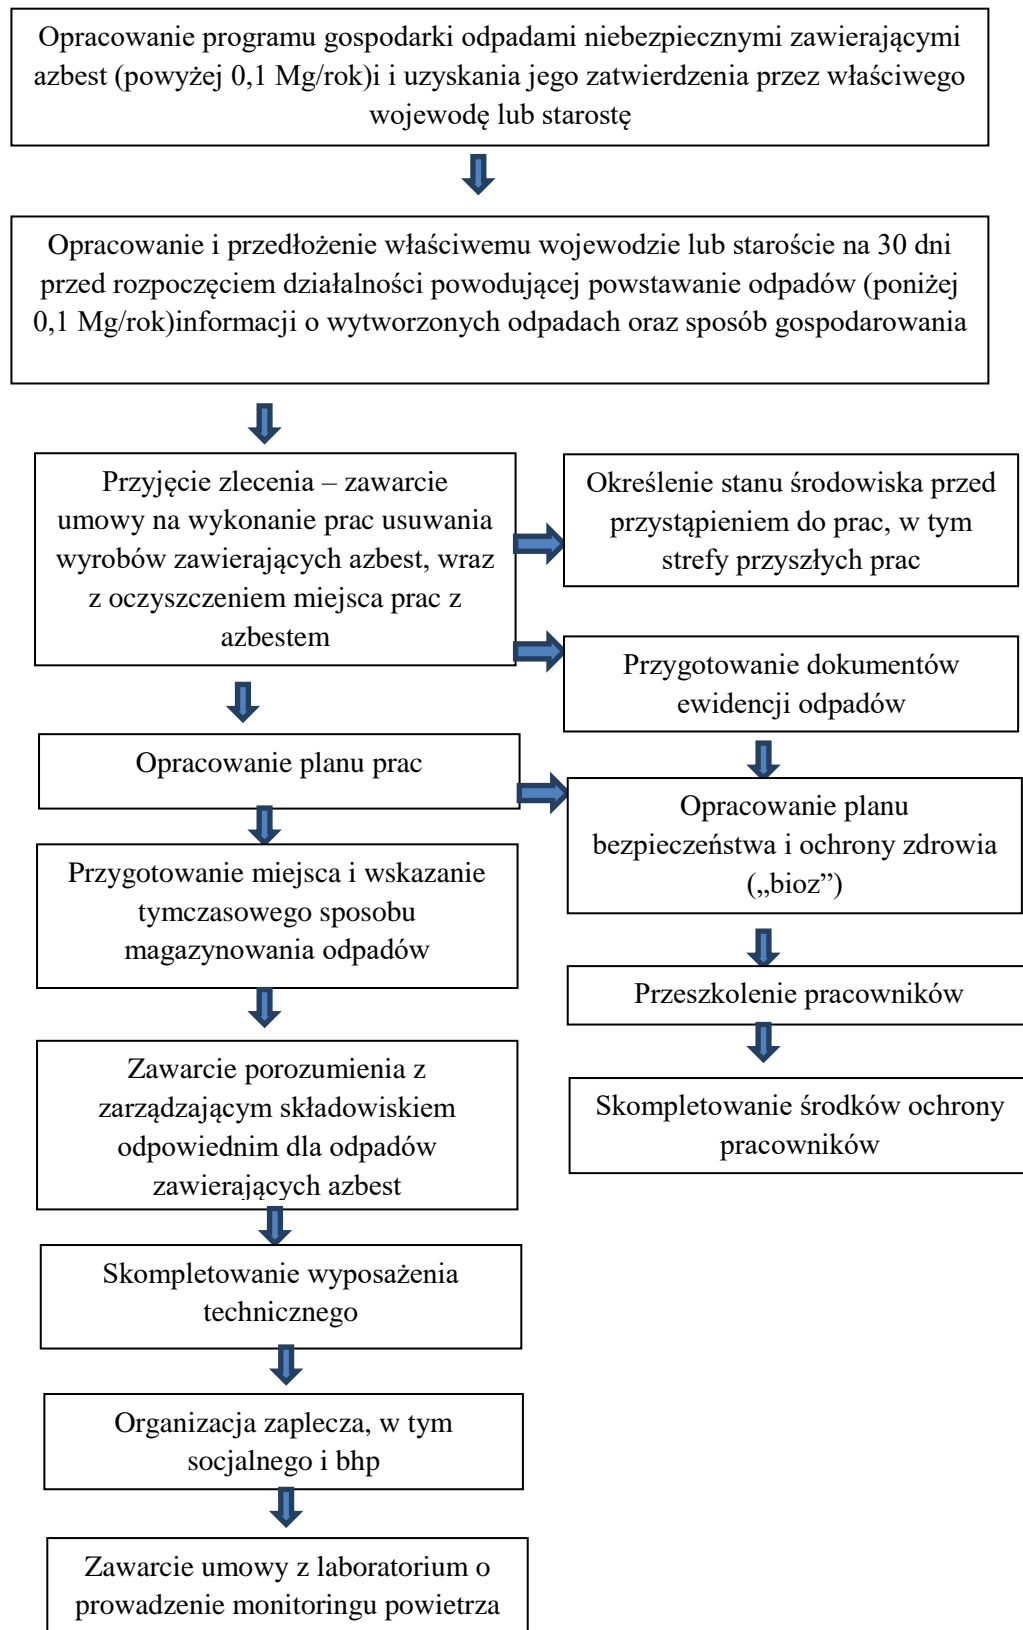 Opracowanie programu gospodarki odpadami niebezpiecznymi zawierającymi
azbest (powyżej 0,1 Mg/rok)i i uzyskania jego zatwierdzenia przez właściwego
wojewodę lub starostę
Opracowanie i przedłożenie właściwemu wojewodzie lub staroście na 30 dni
przed rozpoczęciem działalności powodującej powstawanie odpadów (poniżej
0,1 Mg/rok)informacji o wytworzonych odpadach oraz sposób gospodarowania
Przyjęcie zlecenia – zawarcie
umowy na wykonanie prac usuwania
wyrobów zawierających azbest, wraz
z oczyszczeniem miejsca prac z
azbestem
Określenie stanu środowiska przed
przystąpieniem do prac, w tym
strefy przyszłych prac
Przygotowanie dokumentów
ewidencji odpadów
Opracowanie planu prac
Opracowanie planu
bezpieczeństwa i ochrony zdrowia
(„bioz”)
Przygotowanie miejsca i wskazanie
tymczasowego sposobu
magazynowania odpadów
Przeszkolenie pracowników
Zawarcie porozumienia z
zarządzającym składowiskiem
odpowiednim dla odpadów
zawierających azbest
Skompletowanie środków ochrony
pracowników
Skompletowanie wyposażenia
technicznego
Organizacja zaplecza, w tym
socjalnego i bhp
Zawarcie umowy z laboratorium o
prowadzenie monitoringu powietrza